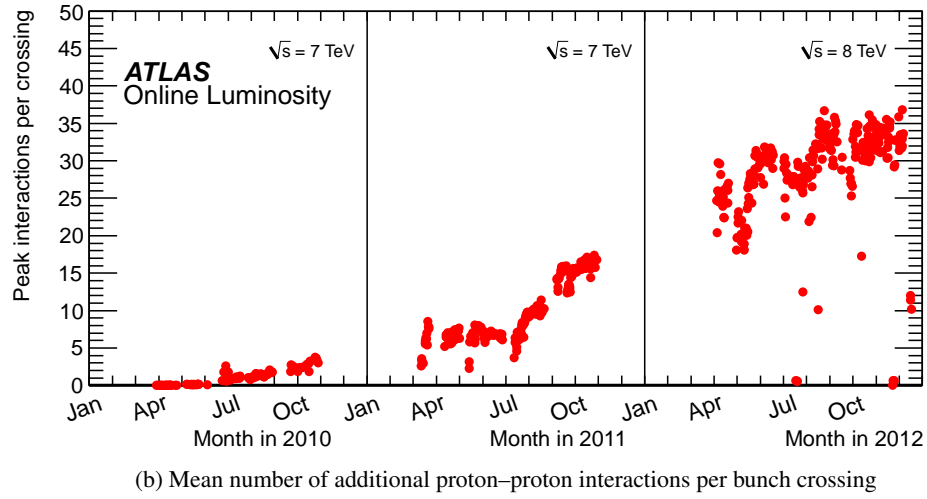 Peak interactions per crossing
50
45
40
35
30
25
20
15
10
5
0
ATLAS
Online Luminosity
√s = 7 TeV
√s = 7 TeV
√s = 8 TeV
Jan Apr Jul Oct Jan Apr Jul Oct Jan Apr Jul Oct
Month in 2010 Month in 2011 Month in 2012
(b) Mean number of additional proton–proton interactions per bunch crossing